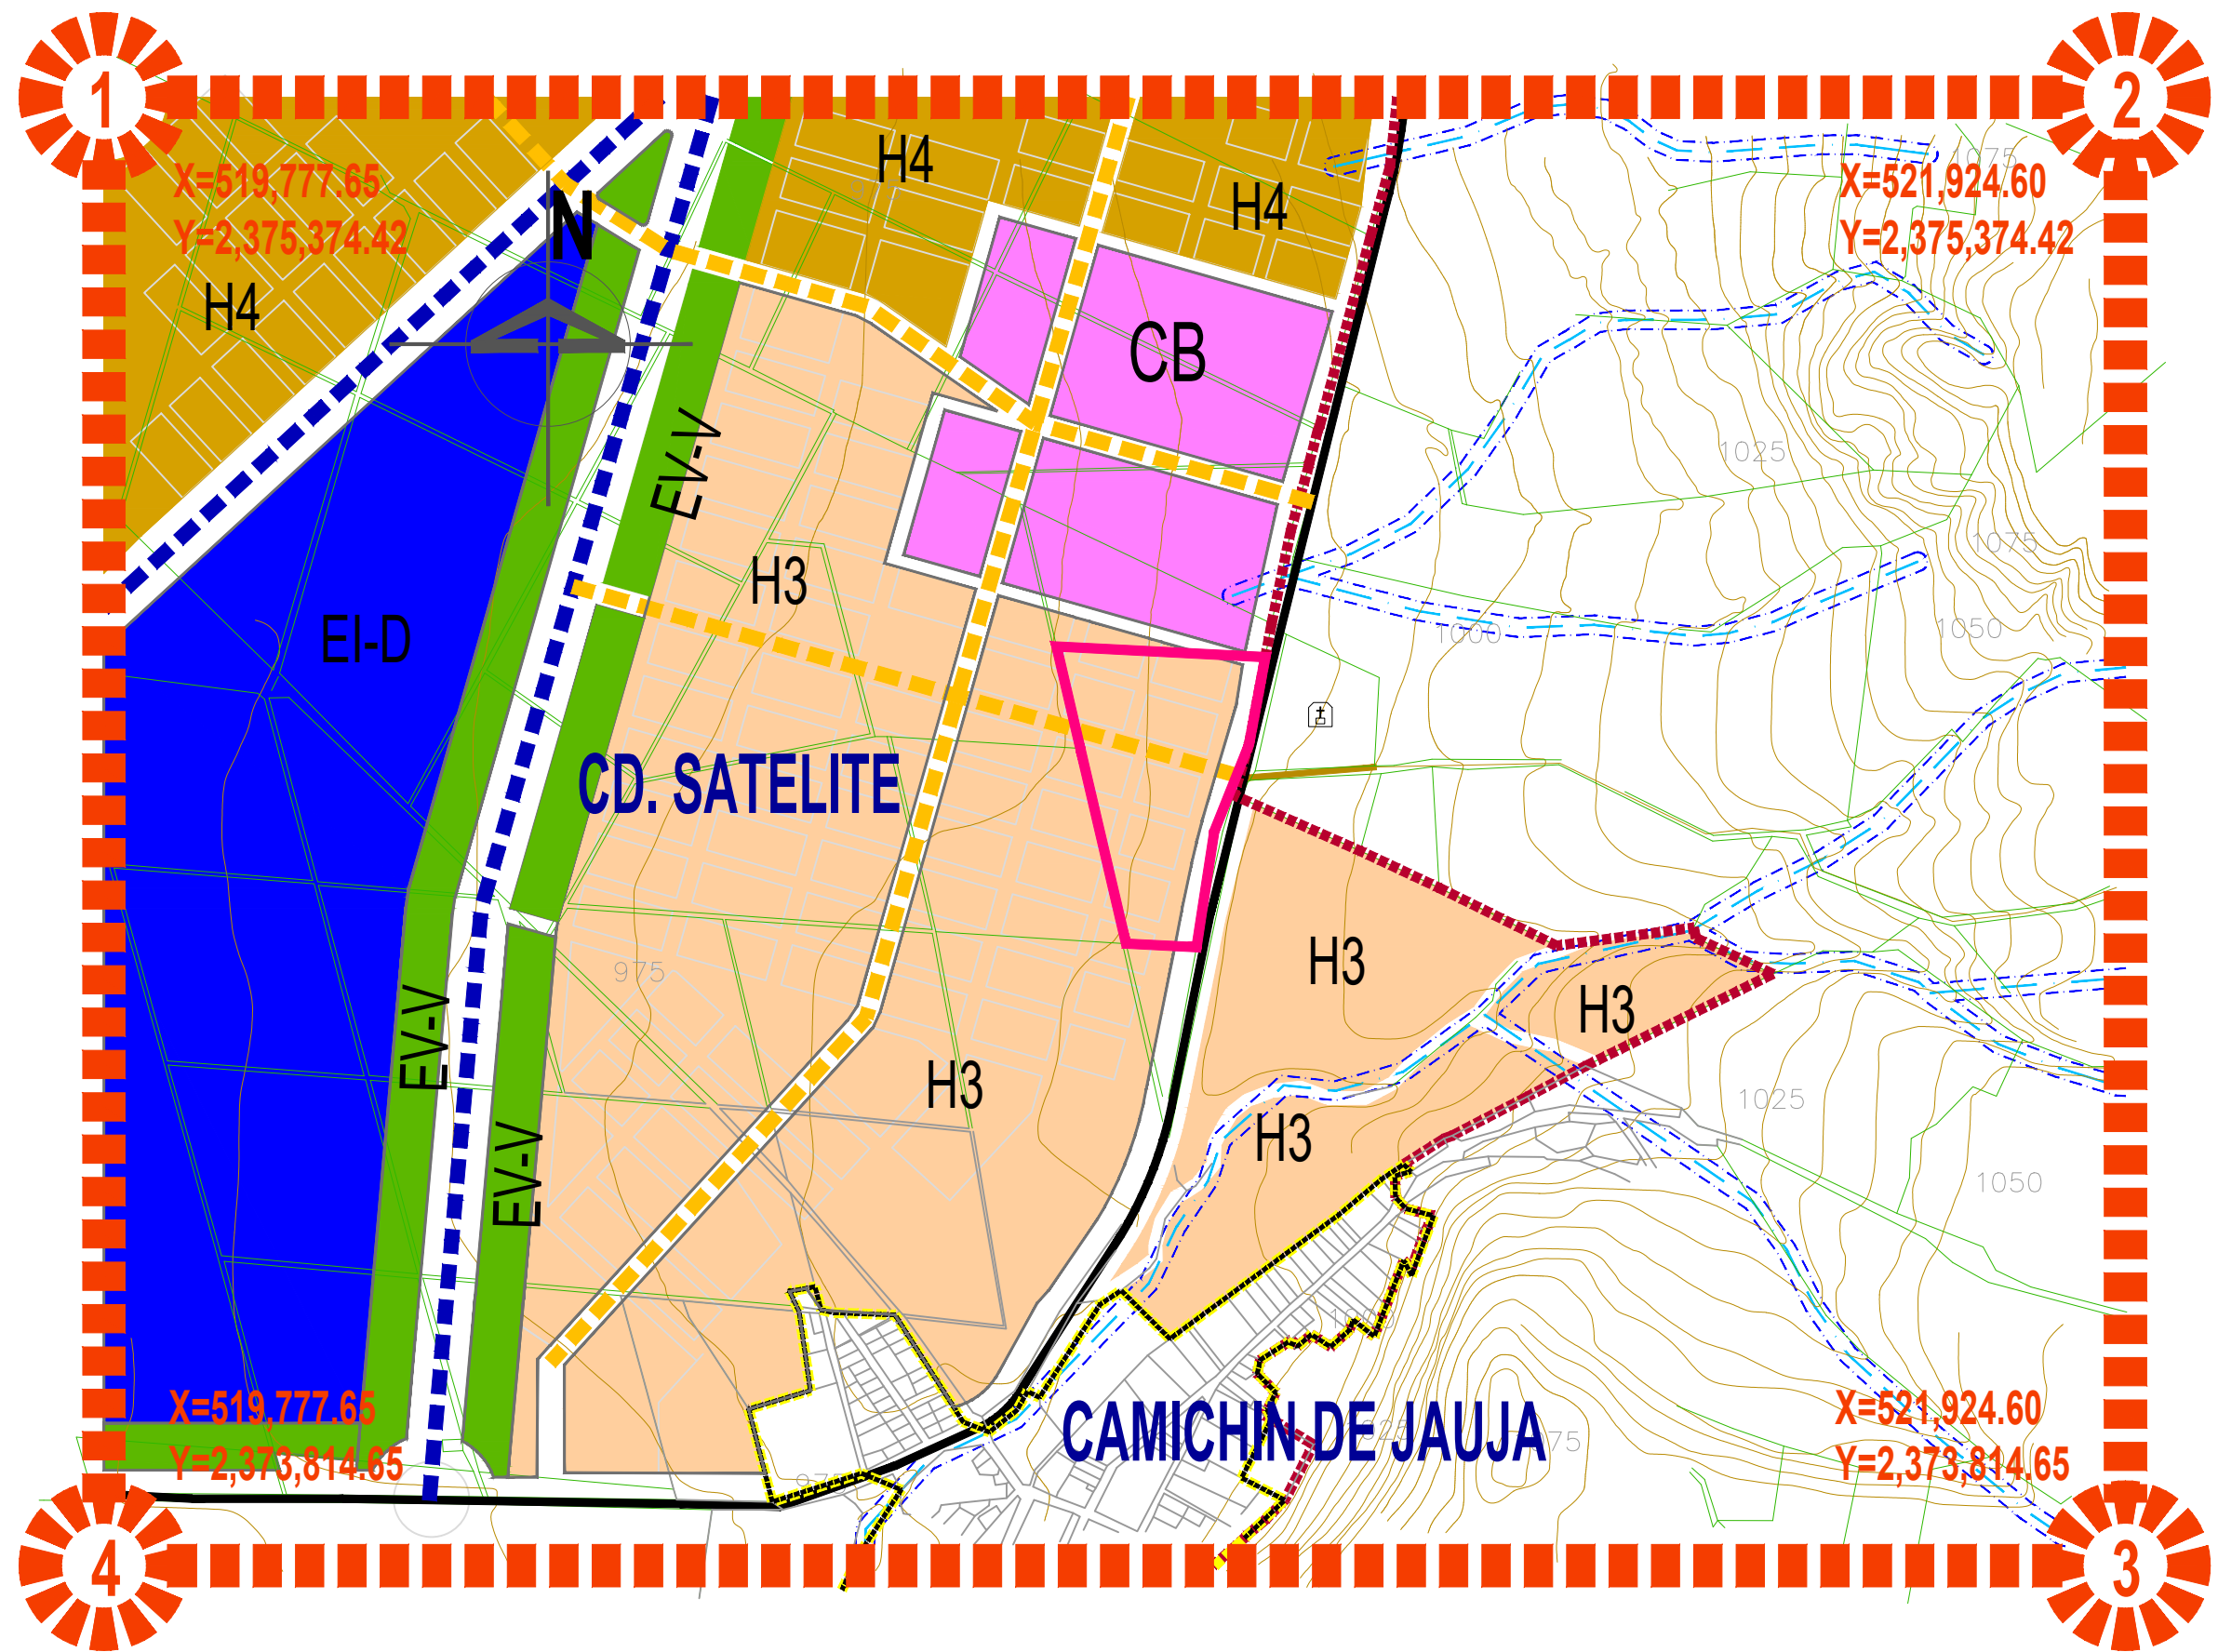 1
2
H4
1075
X=519,777.65
X=521,924.60
N
H4
Y=2,375,374.42
Y=2,375,374.42
H4
CB
1025
EV-V
1075
H3
EI-D
1000
1050
CD. SATELITE
H3
975
H3
EV-V
H3
1025
H3
EV-V
1050
1000
X=519,777.65
X=521,924.60
CAMICHIN DE JAUJA
1025
Y=2,373,814.65
Y=2,373,814.65
4
3